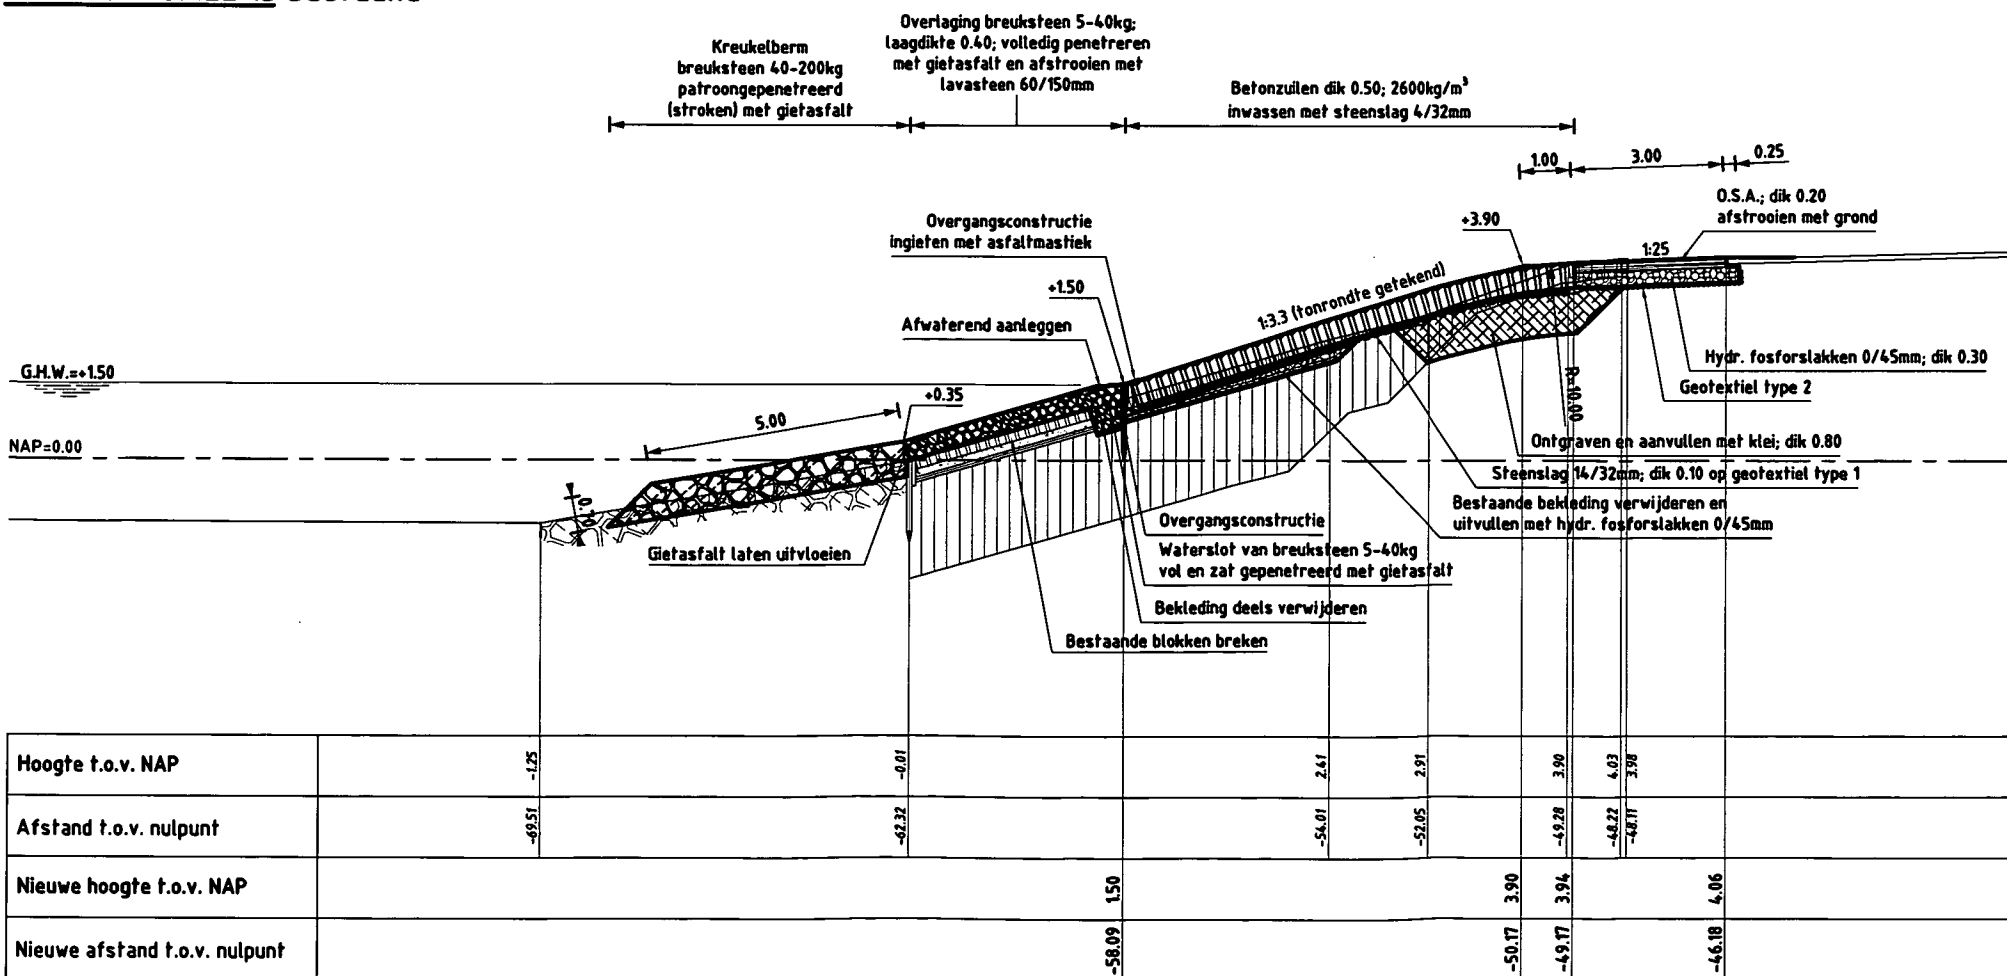 Overlaging breuksteen 5-40kg;
laagdikte 0.40; volledig penetreren
met gietasfalt en afstrooien met
lavasteen 60/150mm
Kreukelberm
breuksteen 40-200kg
patroongepenetreerd
(stroken) met gietasfalt
Betonzuilen dik 0.50; 2600kg/m³
inwassen met steenslag 4/32mm
1.00
3.00
0.25
O.S.A.; dik 0.20
afstrooien met grond
+3.90
1:25
Overgangsconstructie
ingieten met asfaltmastiek
+1.50
1:3.3 (tonrondte getekend)
Afwaterend aanleggen
G.H.W.=+1.50
+0.35
5.00
NAP=0.00
R=10.00
Hydr. fosforslakken 0/45mm; dik 0.30
Geotextiel type 2
Ontgraven en aanvullen met klei; dik 0.80
Steenslag 14/32mm; dik 0.10 op geotextiel type 1
Bestaande bekleding verwijderen en
uitvullen met hydr. fosforslakken 0/45mm
Gietasfalt laten uitvloeien
Overgangsconstructie
Waterslot van breuksteen 5-40kg
vol en zat gepenetreerd met gietasfalt
Bekleding deels verwijderen
Bestaande blokken breken
Hoogte t.o.v. NAP -1.25 -0.01 2.41 2.91 3.90 4.03 3.98
Afstand t.o.v. nulpunt -69.51 -62.32 -54.01 -52.05 -49.28 -48.22 -48.11
Nieuwe hoogte t.o.v. NAP 1.50 3.90 3.94 4.06
Nieuwe afstand t.o.v. nulpunt -58.09 -50.17 -49.17 -46.18